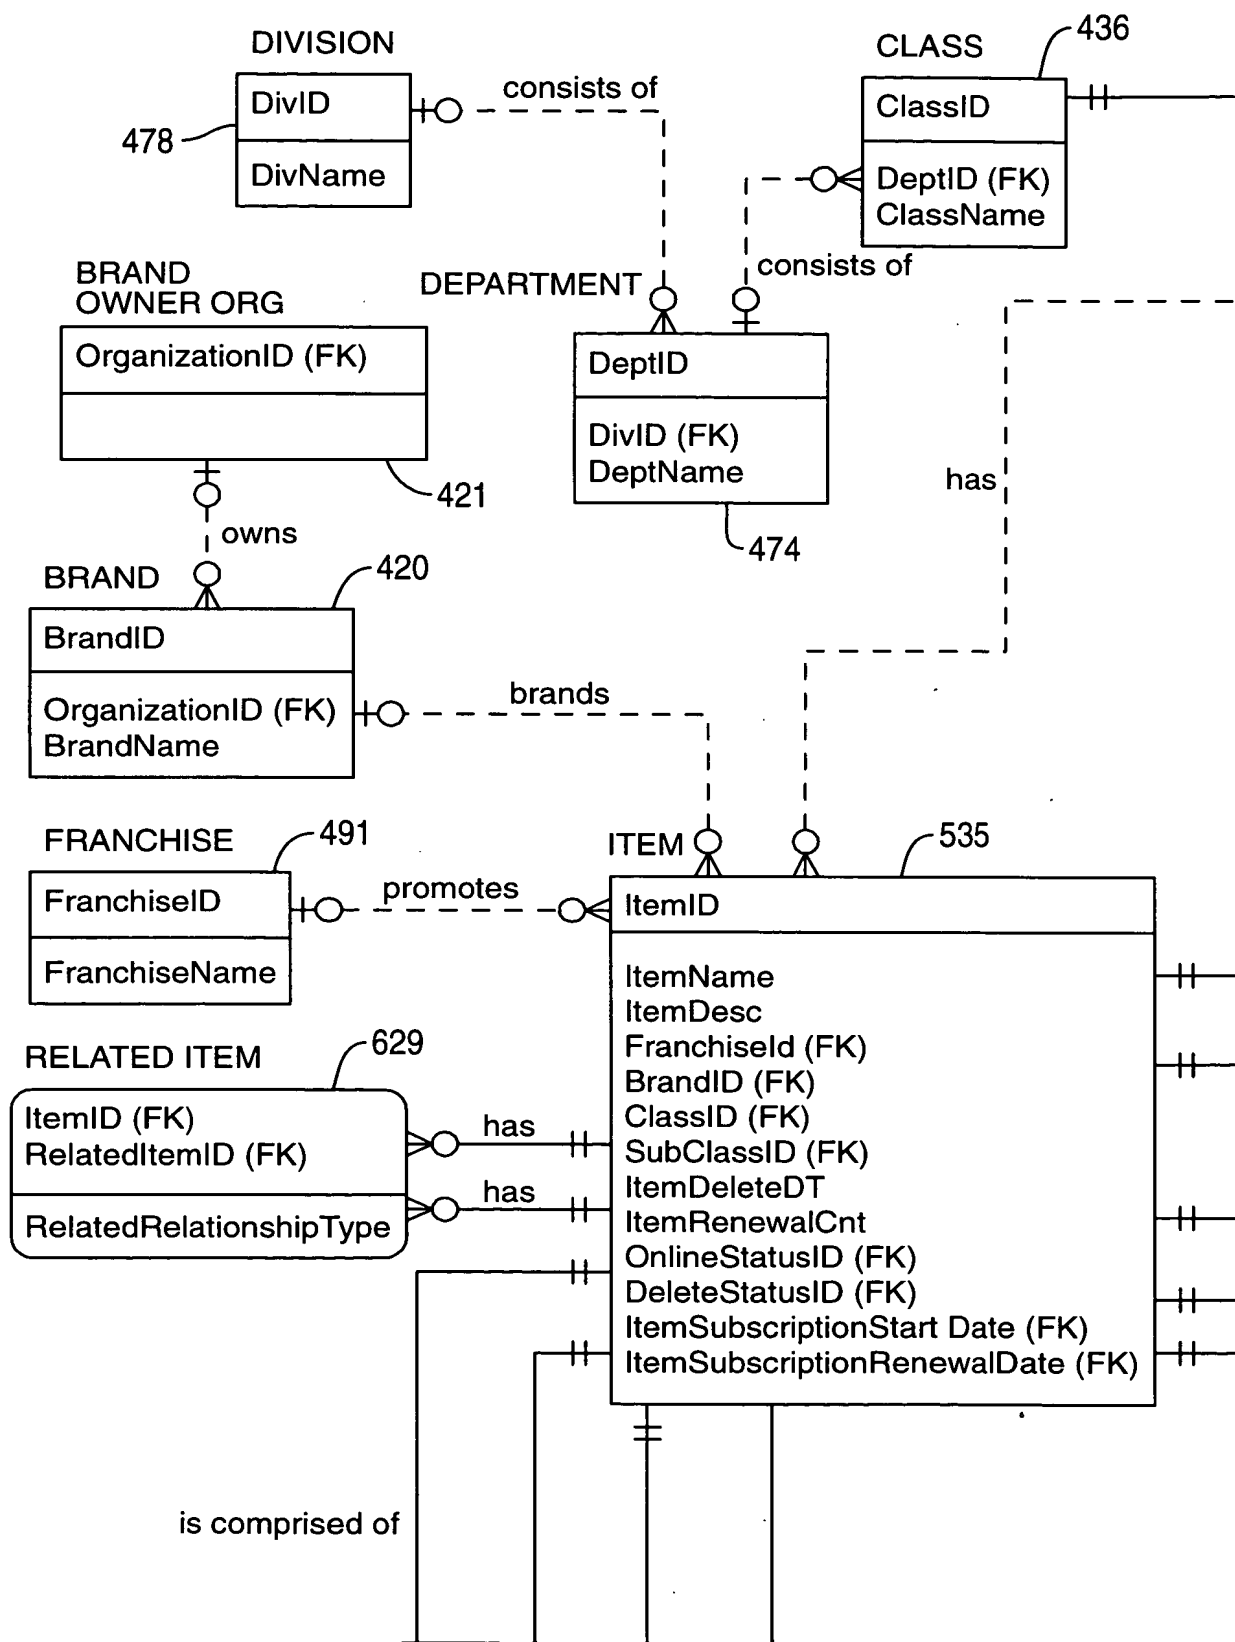 DIVISION
DivID
DivName
478
consists of
CLASS
436
ClassID
DeptID (FK)
ClassName
consists of
DEPARTMENT
DeptID
DivID (FK)
DeptName
474
BRAND
OWNER ORG
OrganizationID (FK)
421
owns
has
BRAND
420
BrandID
OrganizationID (FK)
BrandName
brands
FRANCHISE
491
FranchiseID
FranchiseName
promotes
ITEM
535
ItemID
ItemName
ItemDesc
FranchiseId (FK)
BrandID (FK)
ClassID (FK)
SubClassID (FK)
ItemDeleteDT
ItemRenewalCnt
OnlineStatusID (FK)
DeleteStatusID (FK)
ItemSubscriptionStart Date (FK)
ItemSubscriptionRenewalDate (FK)
RELATED ITEM
629
ItemID (FK)
RelatedItemID (FK)
RelatedRelationshipType
has
has
is comprised of